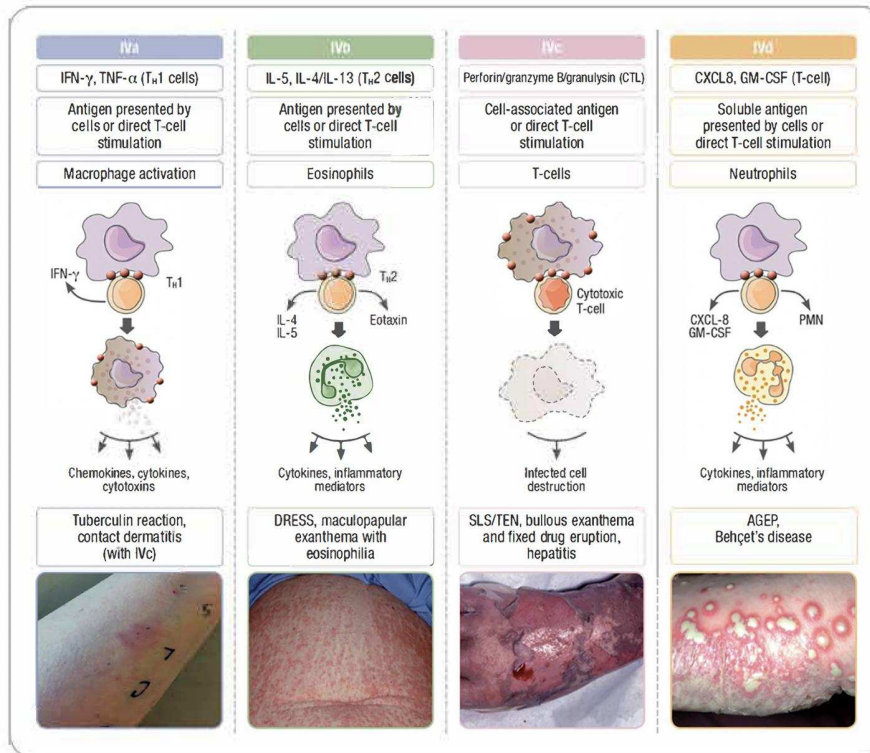 IVa
IFN-γ, TNF-α (TH1 cells)
Antigen presented by
cells or direct T-cell
stimulation
Macrophage activation
IFN-γ
TH1
Chemokines, cytokines,
cytotoxins
Tuberculin reaction,
contact dermatitis
(with IVc)
IVb
IL-5, IL-4/IL-13 (TH2 cells)
Antigen presented by
cells or direct T-cell
stimulation
Eosinophils
TH2
IL-4
IL-5
Eotaxin
Cytokines, inflammatory
mediators
DRESS, maculopapular
exanthema with
eosinophilia
IVc
Perforin/granzyme B/granulysin (CTL)
Cell-associated antigen
or direct T-cell
stimulation
T-cells
Cytotoxic
T-cell
Infected cell
destruction
SLS/TEN, bullous exanthema
and fixed drug eruption,
hepatitis
IVd
CXCL8, GM-CSF (T-cell)
Soluble antigen
presented by cells or
direct T-cell stimulation
Neutrophils
CXCL-8
GM-CSF
PMN
Cytokines, inflammatory
mediators
AGEP,
Behçet's disease